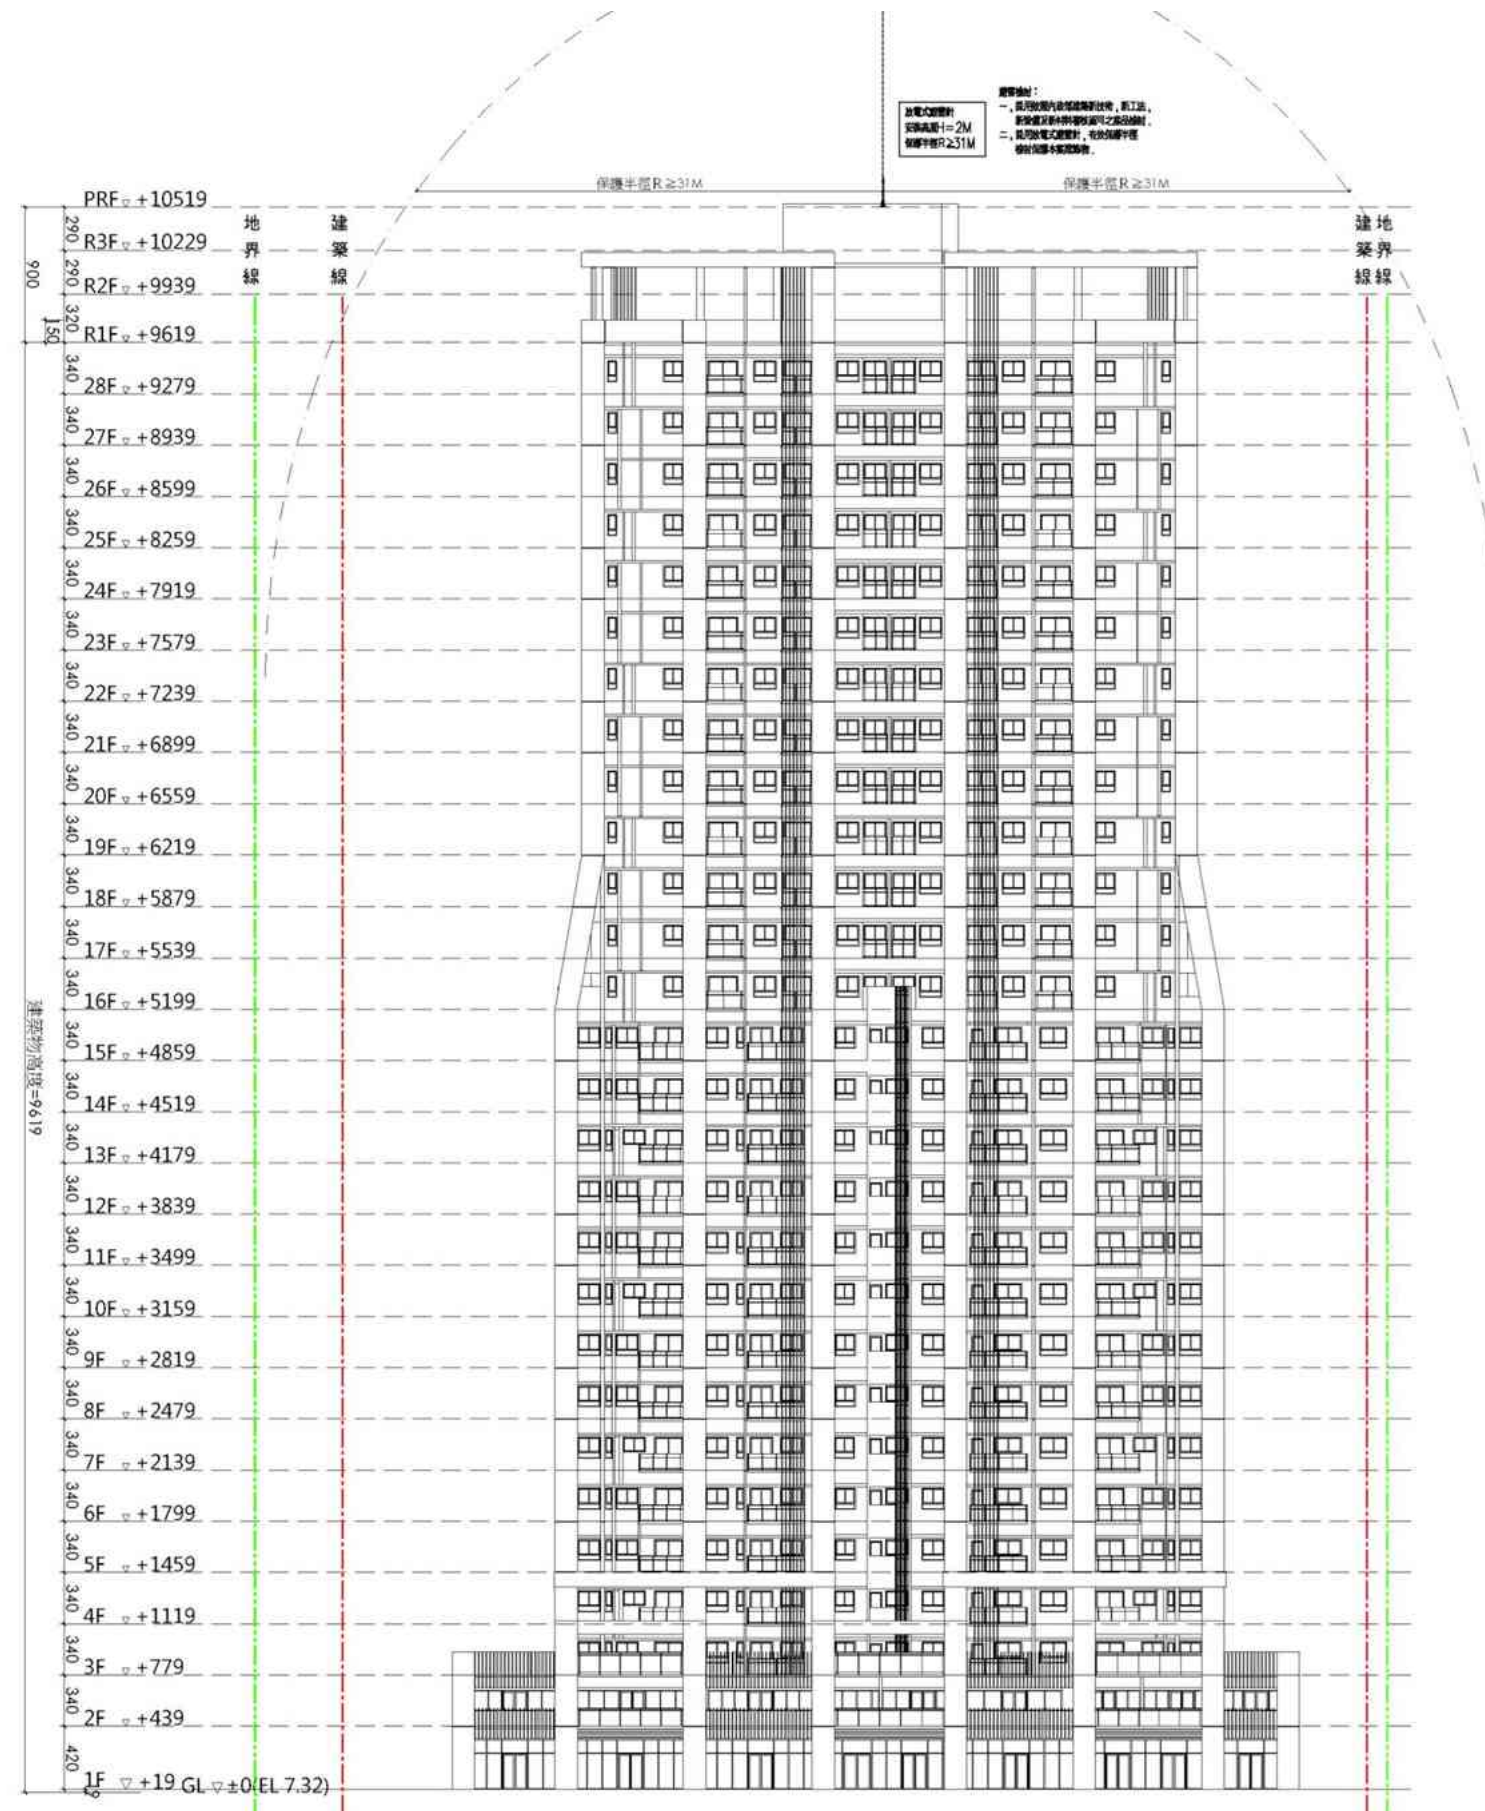 放電式避雷針
安裝高度H=2M
保護半徑R≥31M
避雷檢討：
保護半徑R≥31M
保護半徑R≥31M
PRF ▽ +10519
290
R3F ▽ +10229
290
R2F ▽ +9939
320
R1F ▽ +9619
900
150
地界線
建築線
建築線
地界線
340
28F ▽ +9279
340
27F ▽ +8939
340
26F ▽ +8599
340
25F ▽ +8259
340
24F ▽ +7919
340
23F ▽ +7579
340
22F ▽ +7239
340
21F ▽ +6899
340
20F ▽ +6559
340
19F ▽ +6219
340
18F ▽ +5879
340
17F ▽ +5539
340
16F ▽ +5199
340
15F ▽ +4859
340
14F ▽ +4519
340
13F ▽ +4179
340
12F ▽ +3839
340
11F ▽ +3499
340
10F ▽ +3159
340
9F ▽ +2819
340
8F ▽ +2479
340
7F ▽ +2139
340
6F ▽ +1799
340
5F ▽ +1459
340
4F ▽ +1119
340
3F ▽ +779
340
2F ▽ +439
420
1F ▽ +19 GL ▽±0(EL 7.32)
19
建築物高度=9619